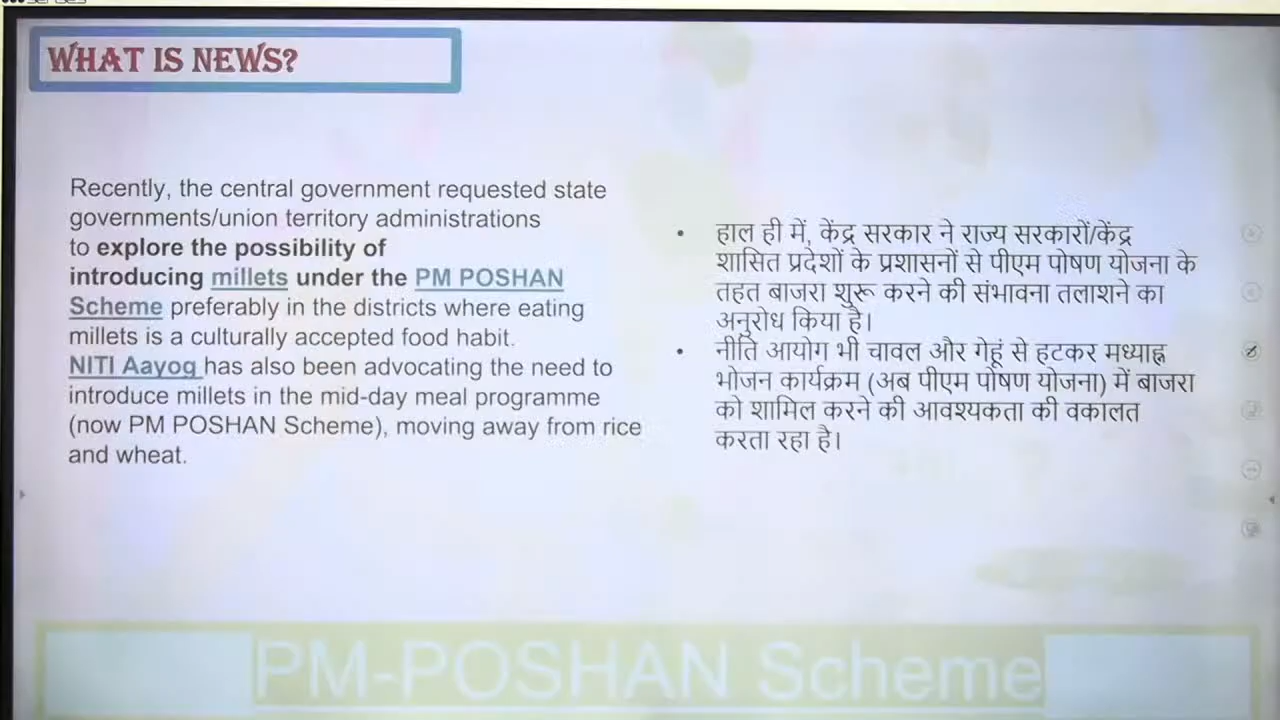 WHAT IS NEWS?
Recently, the central government requested state
governments/union territory administrations
to explore the possibility of
introducing millets under the PM POSHAN
Scheme preferably in the districts where eating
millets is a culturally accepted food habit.
NITI Aayog has also been advocating the need to
introduce millets in the mid-day meal programme
(now PM POSHAN Scheme), moving away from rice
and wheat.
• हाल ही में, केंद्र सरकार ने राज्य सरकारों/केंद्र
शासित प्रदेशों के प्रशासनों से पीएम पोषण योजना के
तहत बाजरा शुरू करने की संभावना तलाशने का
अनुरोध किया है।
• नीति आयोग भी चावल और गेहूं से हटकर मध्याह्न
भोजन कार्यक्रम (अब पीएम पोषण योजना) में बाजरा
को शामिल करने की आवश्यकता की वकालत
करता रहा है।
PM-POSHAN Scheme